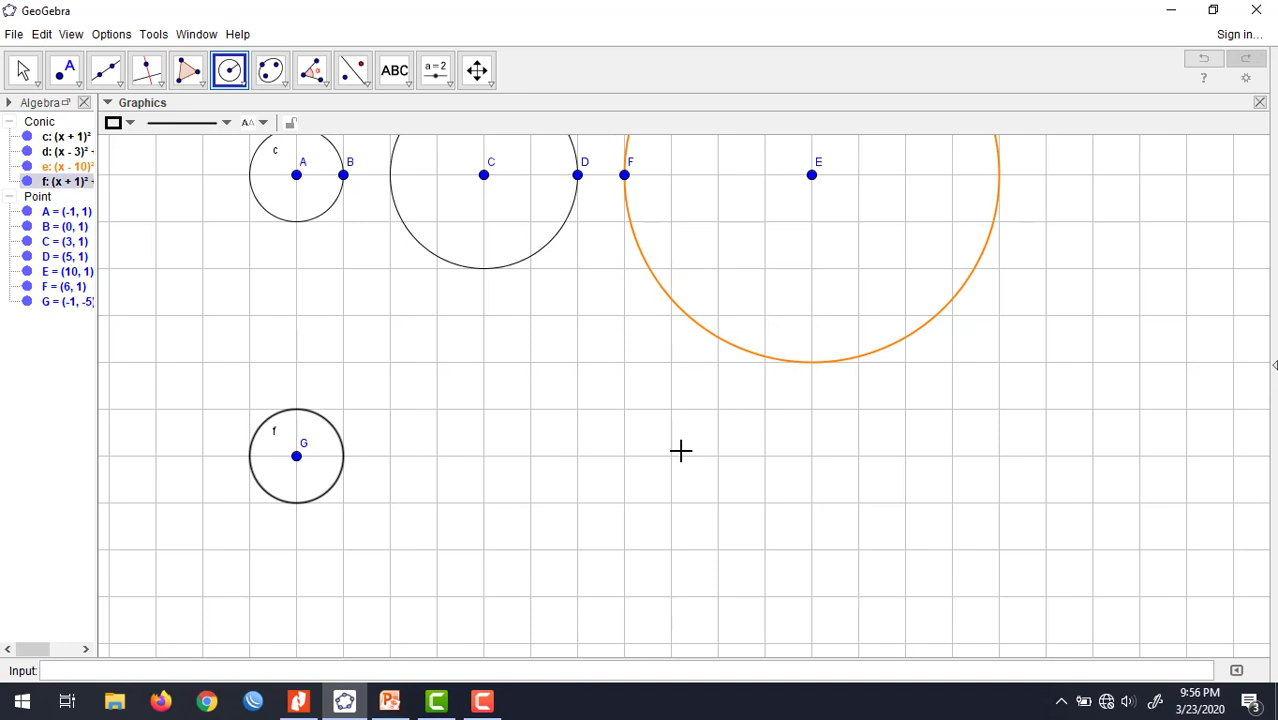 GeoGebra
File Edit View Options Tools Window Help
Sign in...
A
α
ABC
a = 2
?
Algebra
Graphics
AA
Conic
c: (x + 1)²
d: (x - 3)² -
e: (x - 10)²
f: (x + 1)² -
Point
A = (-1, 1)
B = (0, 1)
C = (3, 1)
D = (5, 1)
E = (10, 1)
F = (6, 1)
G = (-1, -5)
c
A
B
C
D
F
E
f
G
Input:
9:56 PM
3/23/2020
3